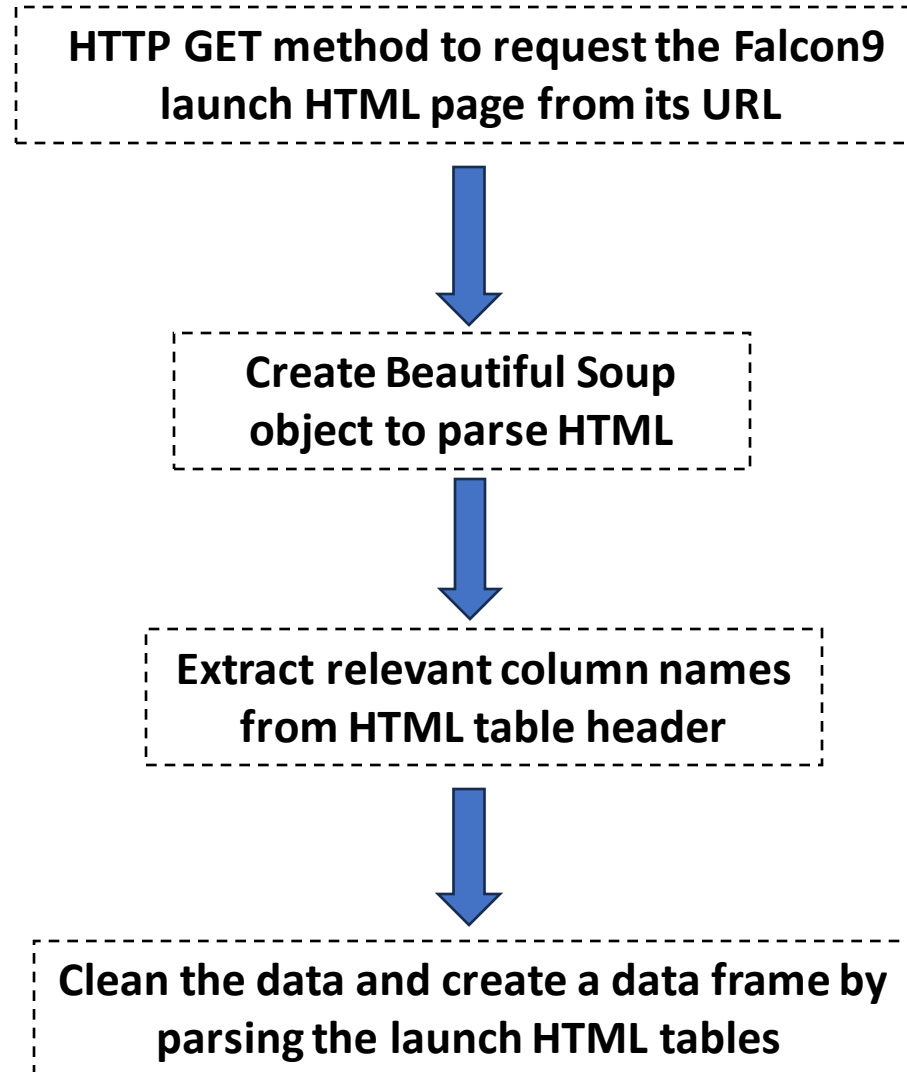 HTTP GET method to request the Falcon9
launch HTML page from its URL
Create Beautiful Soup
object to parse HTML
Extract relevant column names
from HTML table header
Clean the data and create a data frame by
parsing the launch HTML tables